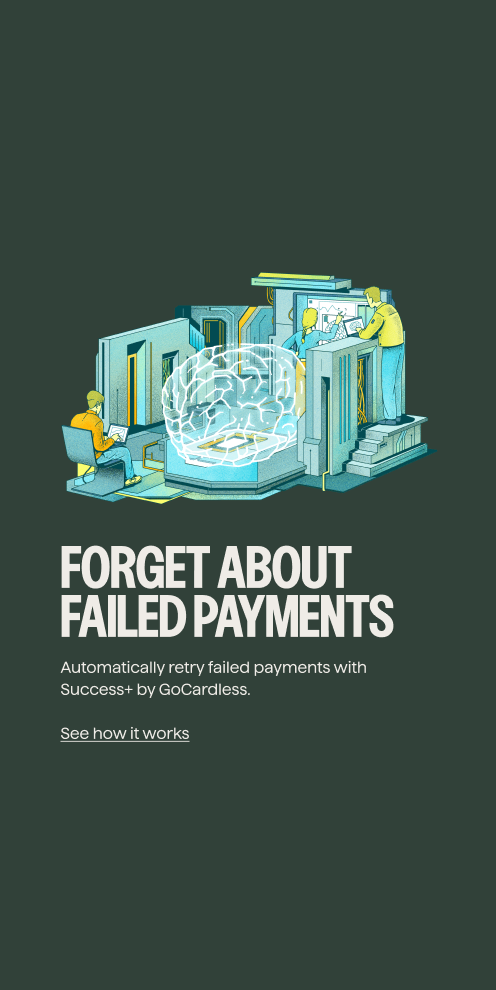 FORGET ABOUT
FAILED PAYMENTS
Automatically retry failed payments with
Success+ by GoCardless.
See how it works